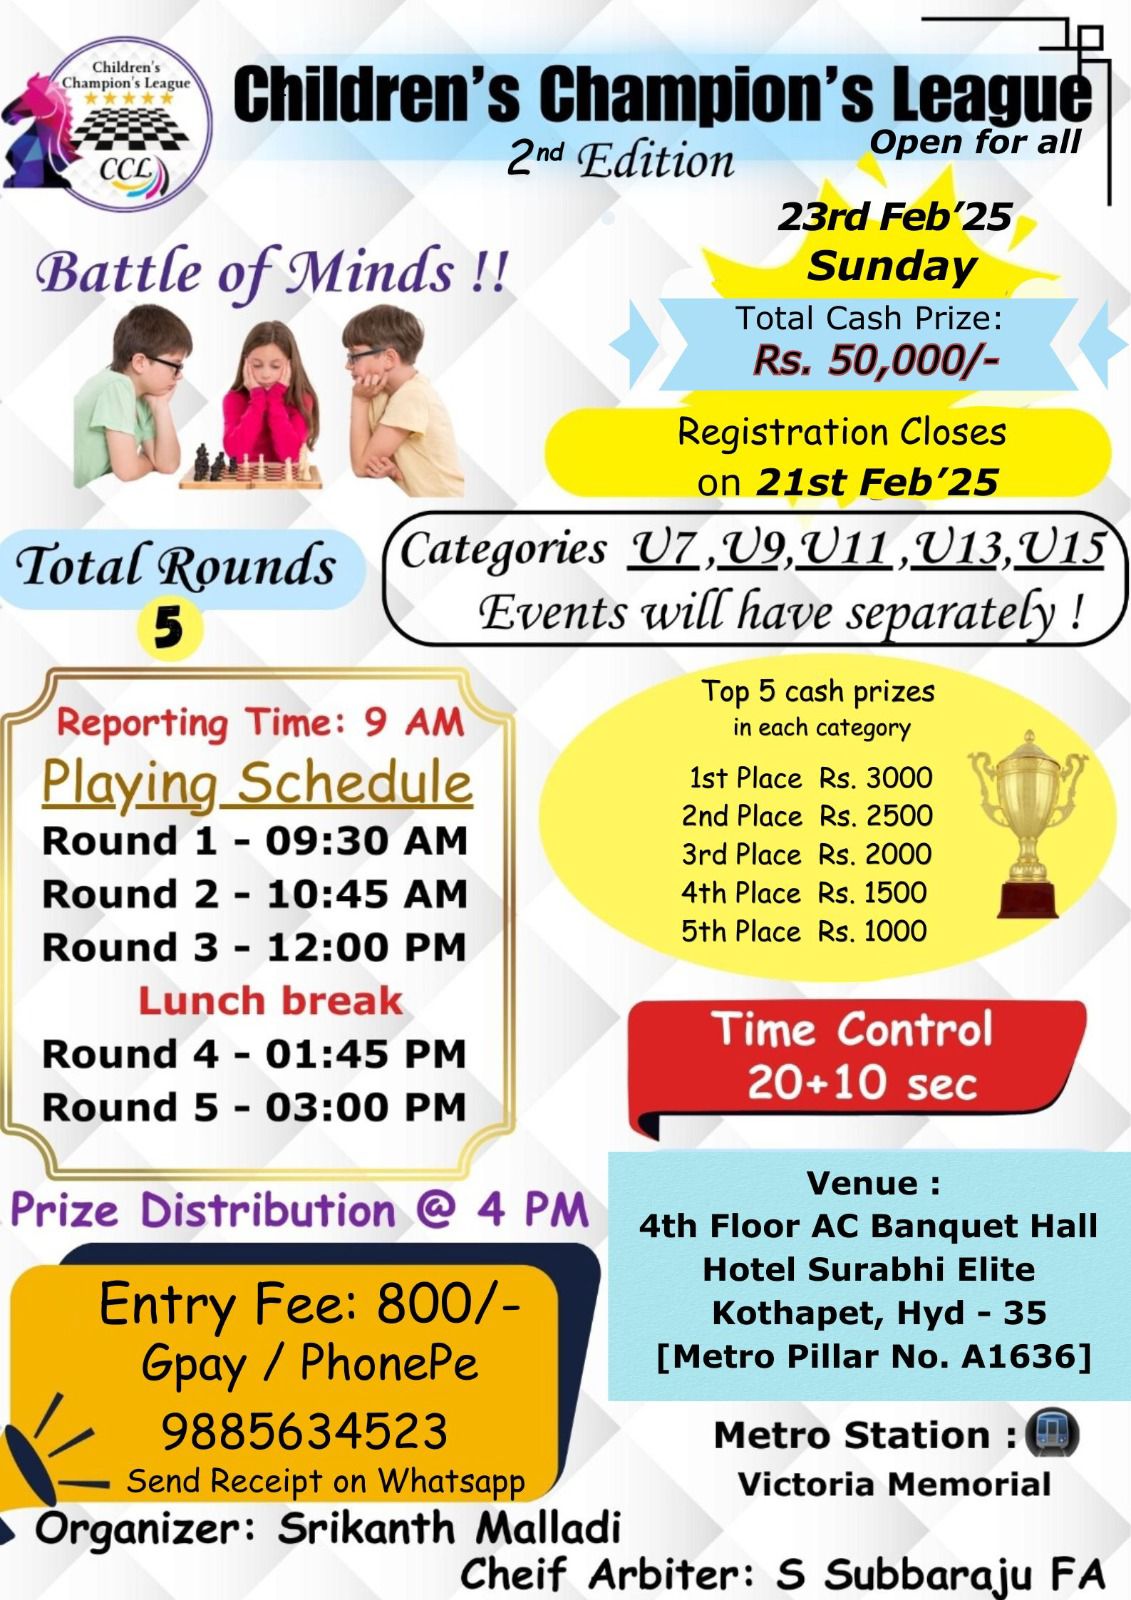 Children's
Champion's League
CCL
Children's Champion's League
Open for all
2nd Edition
23rd Feb'25
Sunday
Battle of Minds !!
Total Cash Prize:
Rs. 50,000/-
Registration Closes
on 21st Feb'25
Total Rounds
5
Categories U7 ,U9,U11 ,U13,U15
Events will have separately !
Reporting Time: 9 AM
Playing Schedule
Round 1 - 09:30 AM
Round 2 - 10:45 AM
Round 3 - 12:00 PM
Lunch break
Round 4 - 01:45 PM
Round 5 - 03:00 PM
Top 5 cash prizes
in each category
1st Place Rs. 3000
2nd Place Rs. 2500
3rd Place Rs. 2000
4th Place Rs. 1500
5th Place Rs. 1000
Time Control
20+10 sec
Prize Distribution @ 4 PM
Venue :
4th Floor AC Banquet Hall
Hotel Surabhi Elite
Kothapet, Hyd - 35
[Metro Pillar No. A1636]
Entry Fee: 800/-
Gpay / PhonePe
9885634523
Send Receipt on Whatsapp
Metro Station :
Victoria Memorial
Organizer: Srikanth Malladi
Cheif Arbiter: S Subbaraju FA